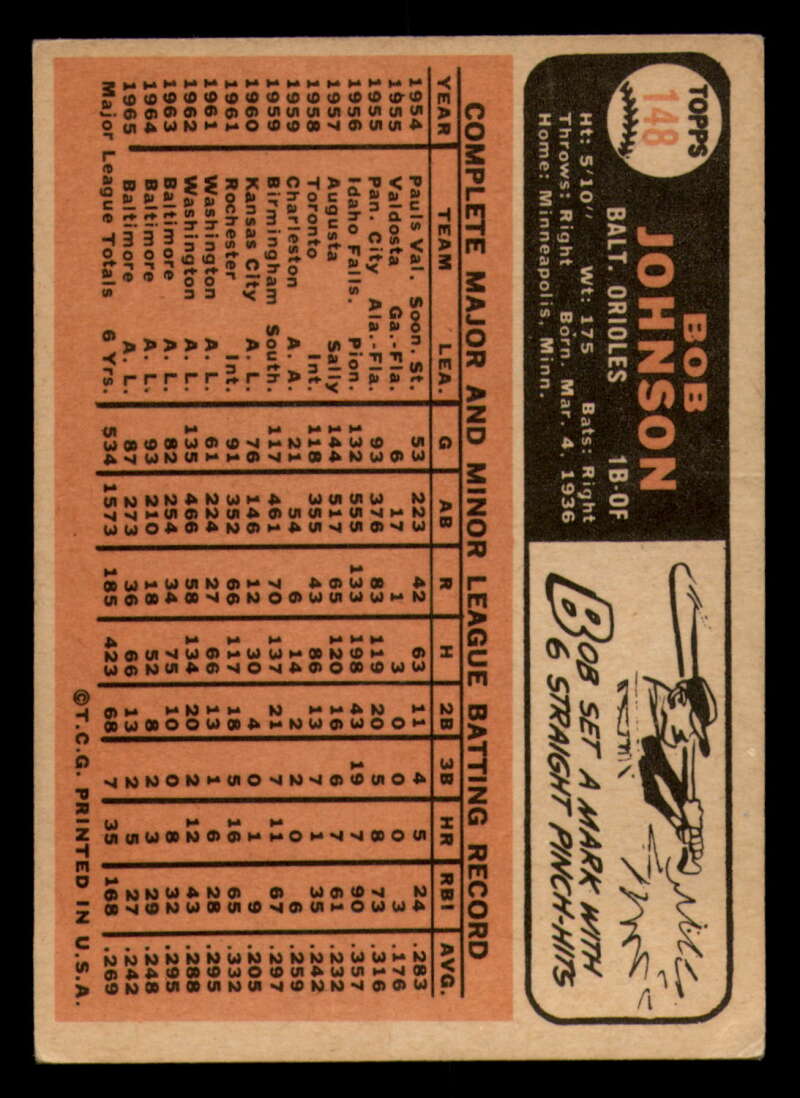 TOPPS
148
BOB
JOHNSON
BALT. ORIOLES 1B-OF
Ht: 5'10" Wt: 175 Bats: Right
Throws: Right Born: Mar. 4, 1936
Home: Minneapolis, Minn.
BOB SET A MARK WITH
6 STRAIGHT PINCH-HITS
COMPLETE MAJOR AND MINOR LEAGUE BATTING RECORD
YEAR TEAM LEA. G AB R H 2B 3B HR RBI AVG.
1954 Pauls Val. Soon. St. 53 223 42 63 11 4 5 24 .283
1955 Valdosta Ga.-Fla. 6 17 1 3 0 0 0 3 .176
1955 Pan. City Ala.-Fla. 93 376 83 119 20 5 8 73 .316
1956 Idaho Falls. Pion. 132 555 133 198 43 19 7 90 .357
1957 Augusta Sally 144 517 65 120 16 6 7 61 .232
1958 Toronto Int. 118 355 43 86 13 7 1 35 .242
1959 Charleston A. A. 21 54 6 14 2 2 0 6 .259
1959 Birmingham South. 117 461 70 137 21 7 11 67 .297
1960 Kansas City A. L. 76 146 12 30 4 0 1 9 .205
1961 Rochester Int. 91 352 66 117 18 5 16 65 .332
1961 Washington A. L. 61 224 27 66 13 1 6 28 .295
1962 Washington A. L. 135 466 58 134 20 2 12 43 .288
1963 Baltimore A. L. 82 254 34 75 10 0 8 32 .295
1964 Baltimore A. L. 93 210 18 52 8 2 3 29 .248
1965 Baltimore A. L. 87 273 36 66 13 2 5 27 .242
Major League Totals 6 Yrs. 534 1573 185 423 68 7 35 168 .269
©T.C.G. PRINTED IN U.S.A.